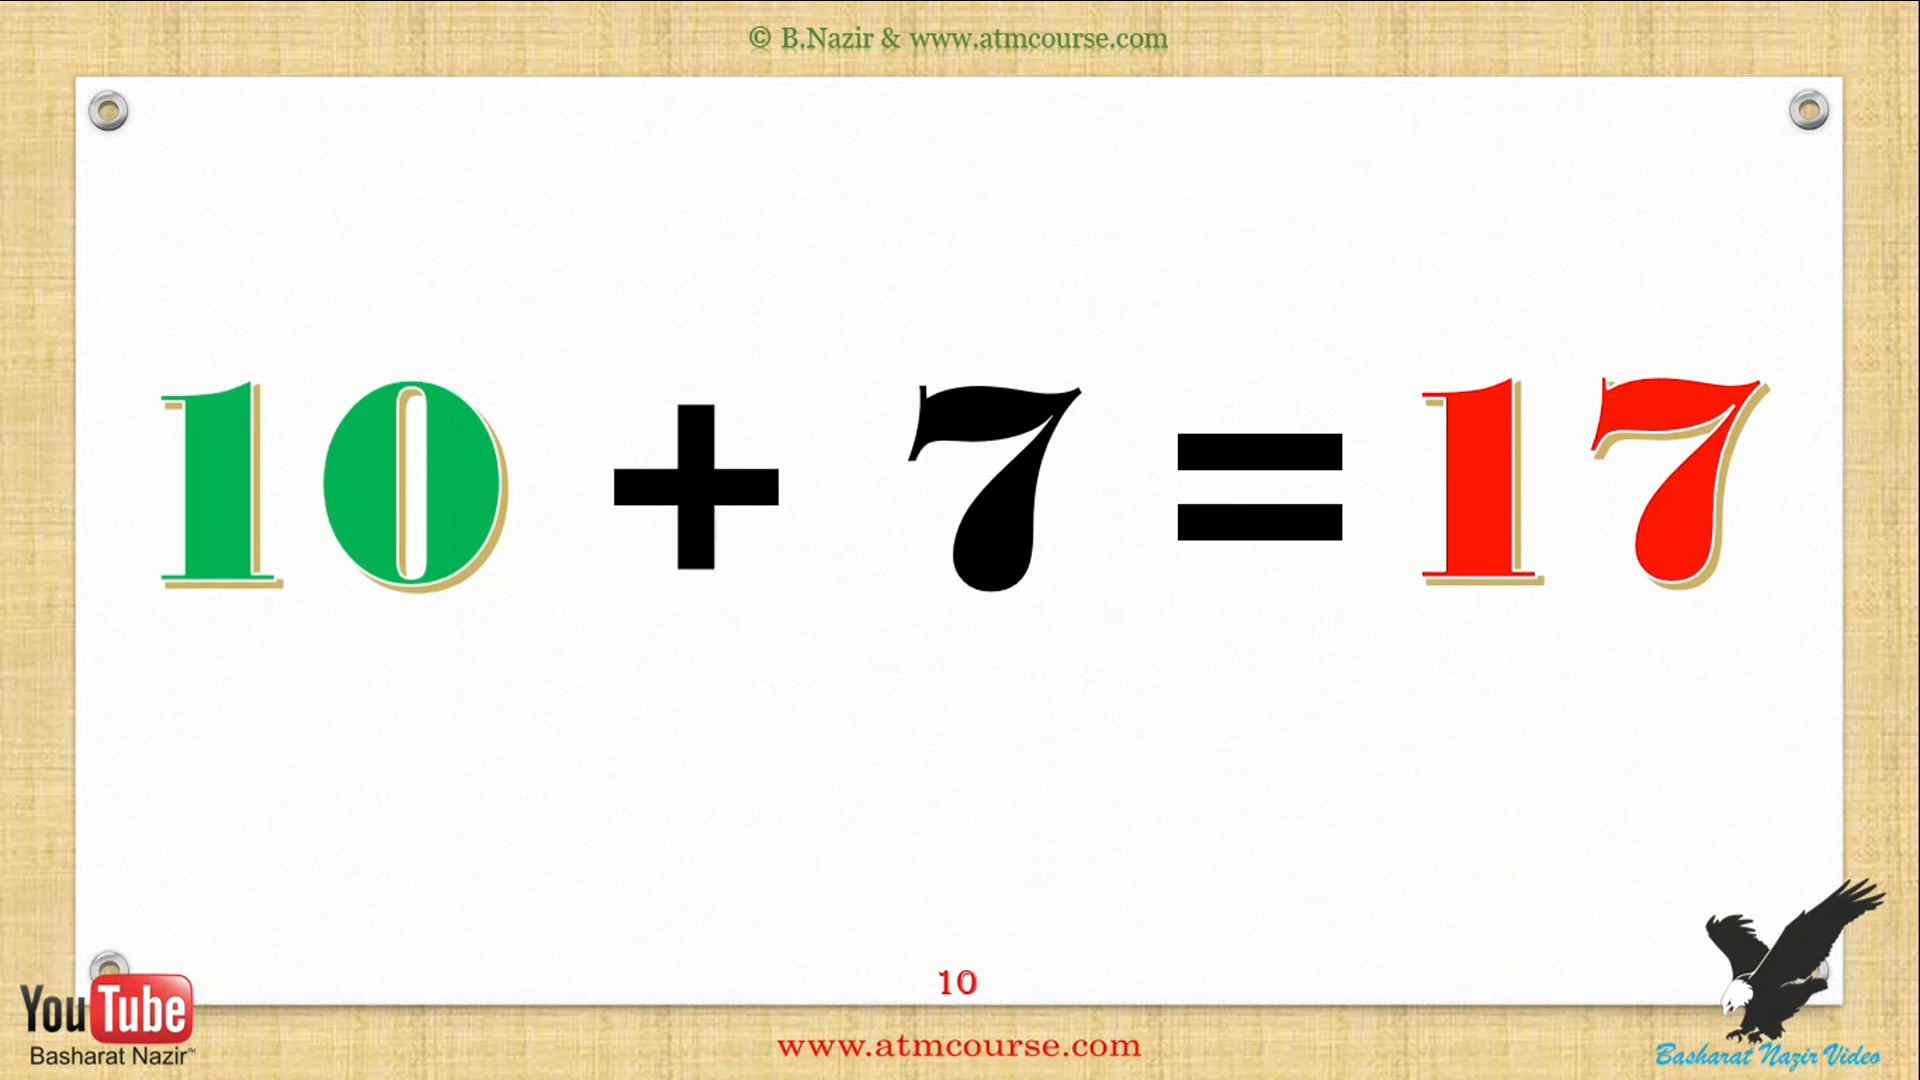 © B.Nazir & www.atmcourse.com
10 + 7 = 17
10
YouTube
Basharat Nazir™
www.atmcourse.com
Basharat Nazir Video